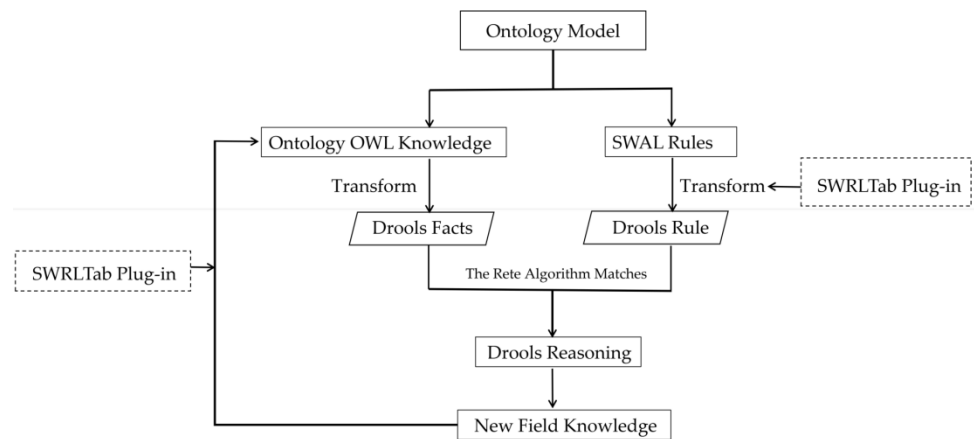 Ontology Model
Ontology OWL Knowledge
SWAL Rules
Transform
Transform
SWRLTab Plug-in
Drools Facts
Drools Rule
SWRLTab Plug-in
The Rete Algorithm Matches
Drools Reasoning
New Field Knowledge